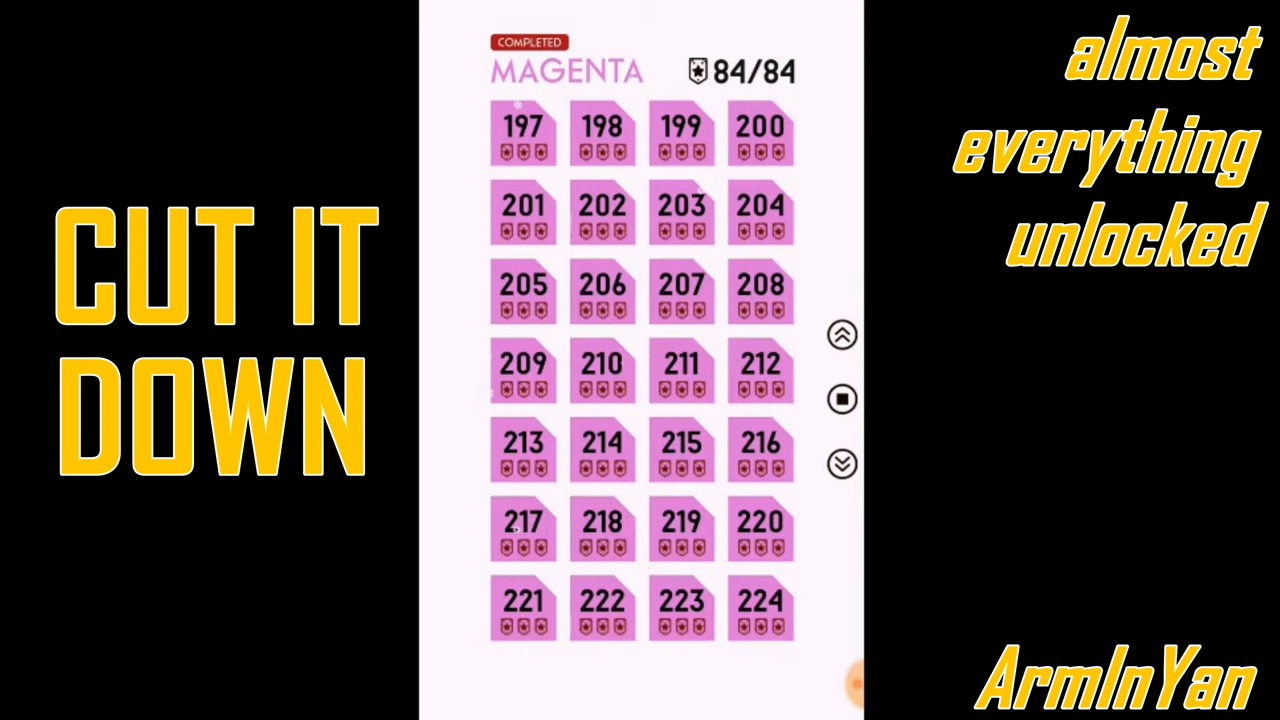 CUT IT
DOWN
COMPLETED
MAGENTA 84/84
197 198 199 200
201 202 203 204
205 206 207 208
209 210 211 212
213 214 215 216
217 218 219 220
221 222 223 224
almost
everything
unlocked
ArmInYan